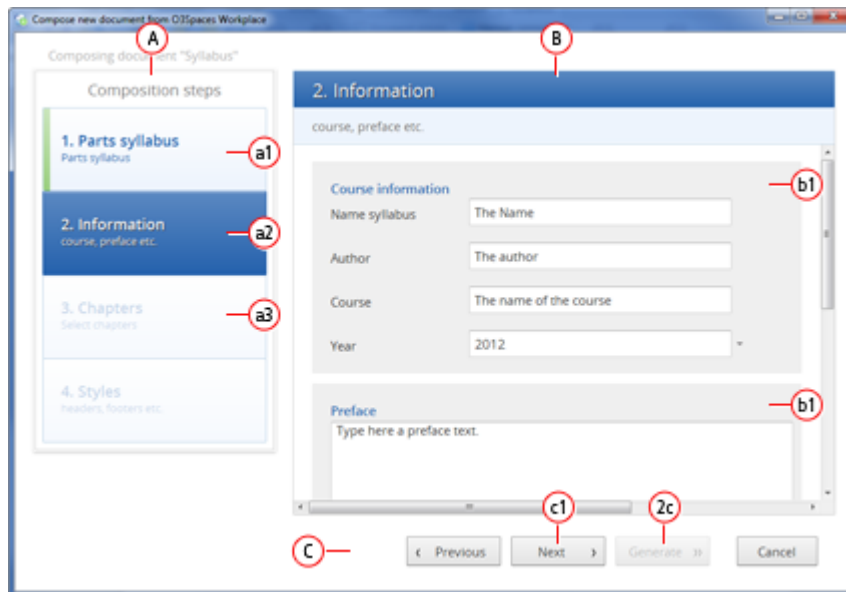 Compose new document from O3Spaces Workplace
A
B
Composing document "Syllabus"
Composition steps
2. Information
course, preface etc.
1. Parts syllabus
Parts syllabus
a1
b1
Course information
Name syllabus
The Name
2. Information
course, preface etc.
a2
Author
The author
3. Chapters
Select chapters
a3
Course
The name of the course
Year
2012
4. Styles
headers, footers etc.
b1
Preface
Type here a preface text.
c1
2c
C
Previous
Next
Generate
Cancel